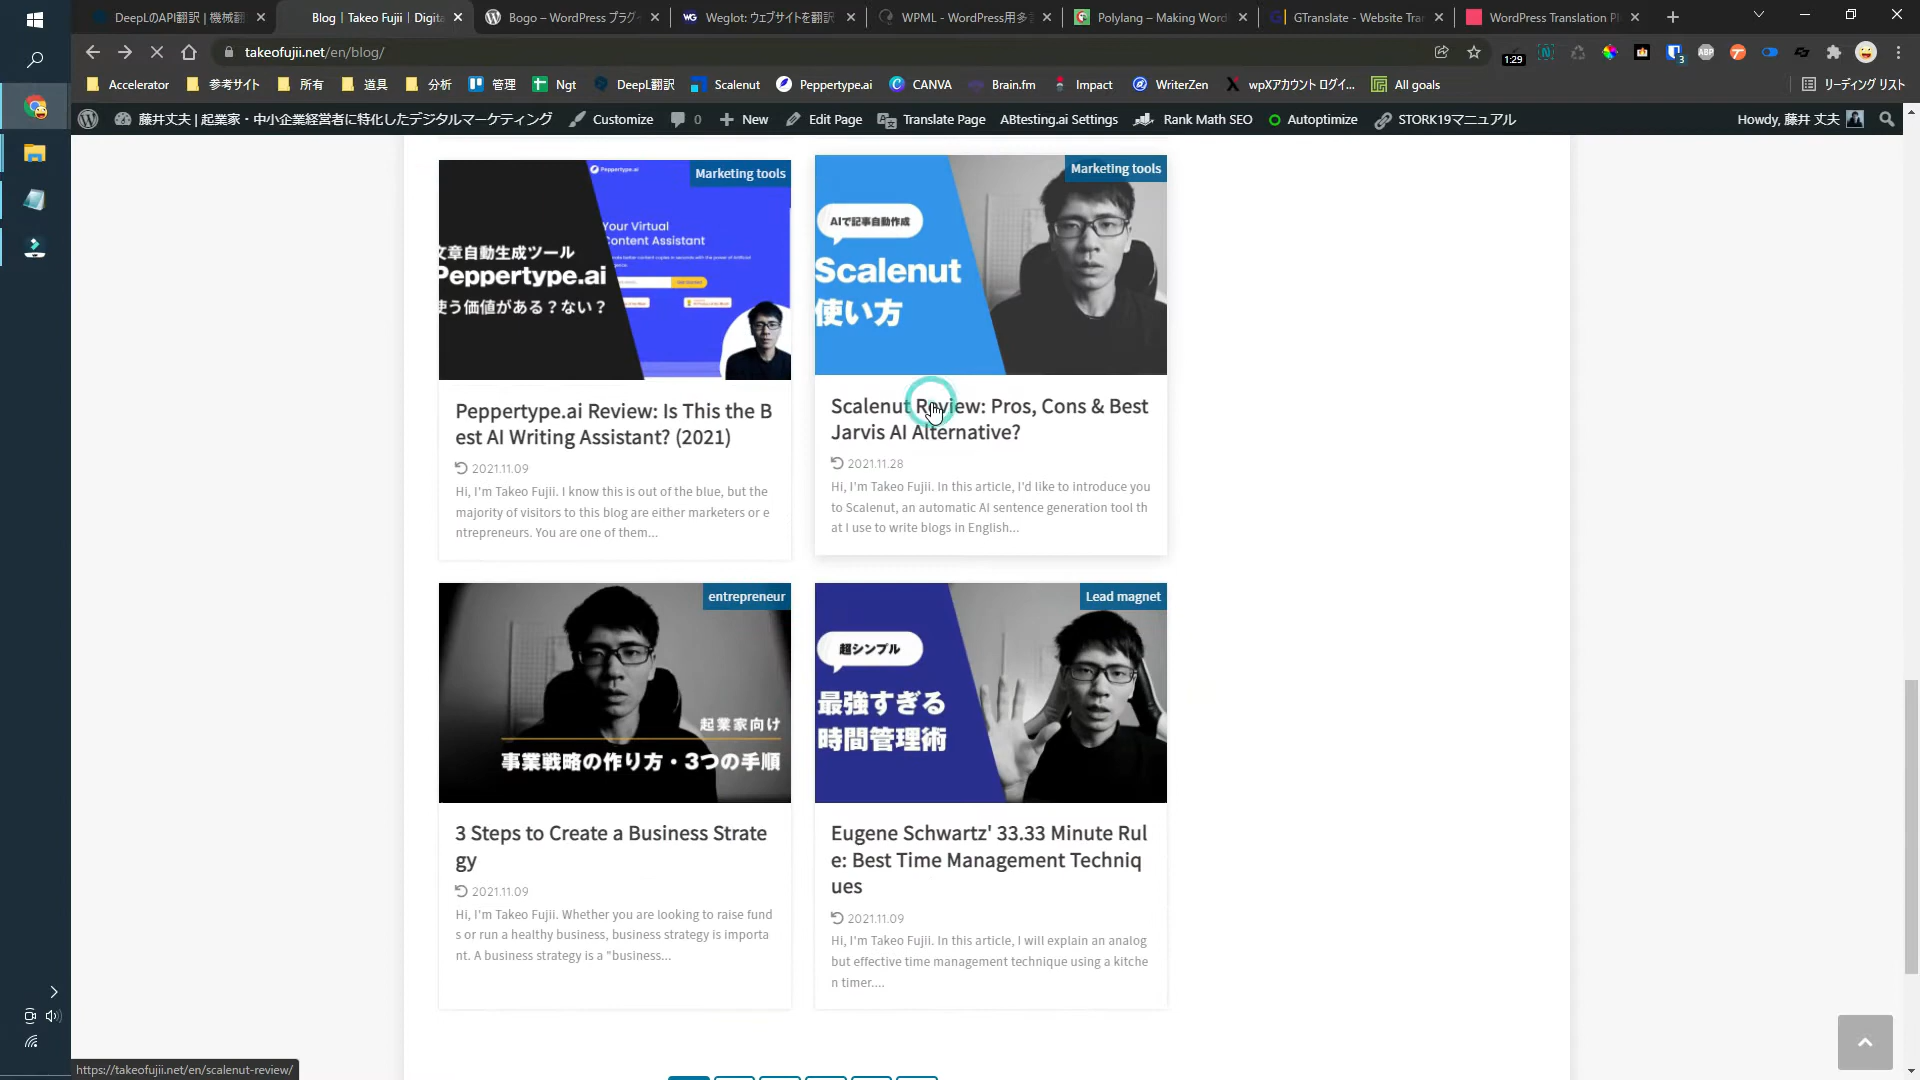 DeepLのAPI翻訳 | 機械翻
Blog | Takeo Fujii | Digita
Bogo – WordPress プラグ
Weglot: ウェブサイトを翻訳
WPML - WordPress用多言
Polylang – Making Word
GTranslate - Website Tran
WordPress Translation Pl
takeofujii.net/en/blog/
1:29
3
ABP
Accelerator
参考サイト
所有
道具
分析
管理
Ngt
DeepL翻訳
Scalenut
Peppertype.ai
CANVA
Brain.fm
Impact
WriterZen
wpXアカウント ログイ...
All goals
リーディング リスト
藤井丈夫 | 起業家・中小企業経営者に特化したデジタルマーケティング
Customize
0
New
Edit Page
Translate Page
ABtesting.ai Settings
Rank Math SEO
Autoptimize
STORK19マニュアル
Howdy, 藤井 丈夫
Peppertype.ai
Marketing tools
Your Virtual
Content Assistant
文章自動生成ツール
Peppertype.ai
使う価値がある？ない？
Peppertype.ai Review: Is This the B
est AI Writing Assistant? (2021)
2021.11.09
Hi, I'm Takeo Fujii. I know this is out of the blue, but the
majority of visitors to this blog are either marketers or e
ntrepreneurs. You are one of them...
Marketing tools
AIで記事自動作成
Scalenut
使い方
Scalenut Review: Pros, Cons & Best
Jarvis AI Alternative?
2021.11.28
Hi, I'm Takeo Fujii. In this article, I'd like to introduce you
to Scalenut, an automatic AI sentence generation tool th
at I use to write blogs in English...
entrepreneur
起業家向け
事業戦略の作り方・3つの手順
3 Steps to Create a Business Strate
gy
2021.11.09
Hi, I'm Takeo Fujii. Whether you are looking to raise fund
s or run a healthy business, business strategy is importa
nt. A business strategy is a "business...
Lead magnet
超シンプル
最強すぎる
時間管理術
Eugene Schwartz' 33.33 Minute Rul
e: Best Time Management Techniq
ues
2021.11.09
Hi, I'm Takeo Fujii. In this article, I will explain an analog
but effective time management technique using a kitche
n timer....
https://takeofujii.net/en/scalenut-review/